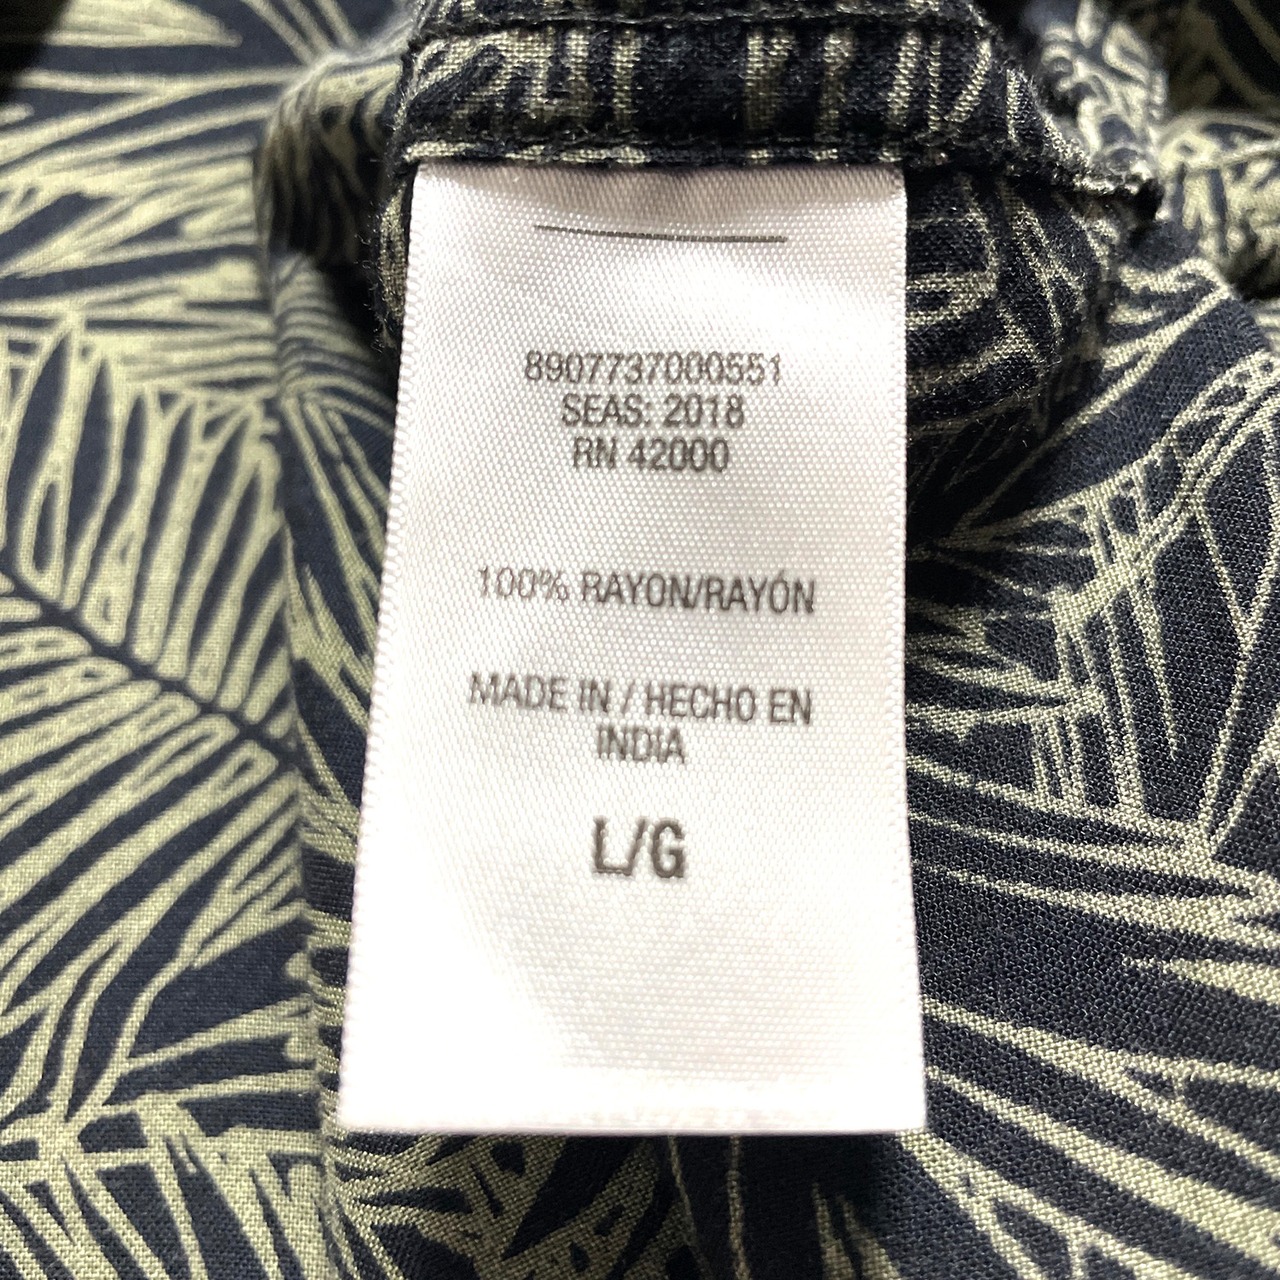 8907737000551
SEAS: 2018
RN 42000
100% RAYON/RAYÓN
MADE IN / HECHO EN
INDIA
L/G